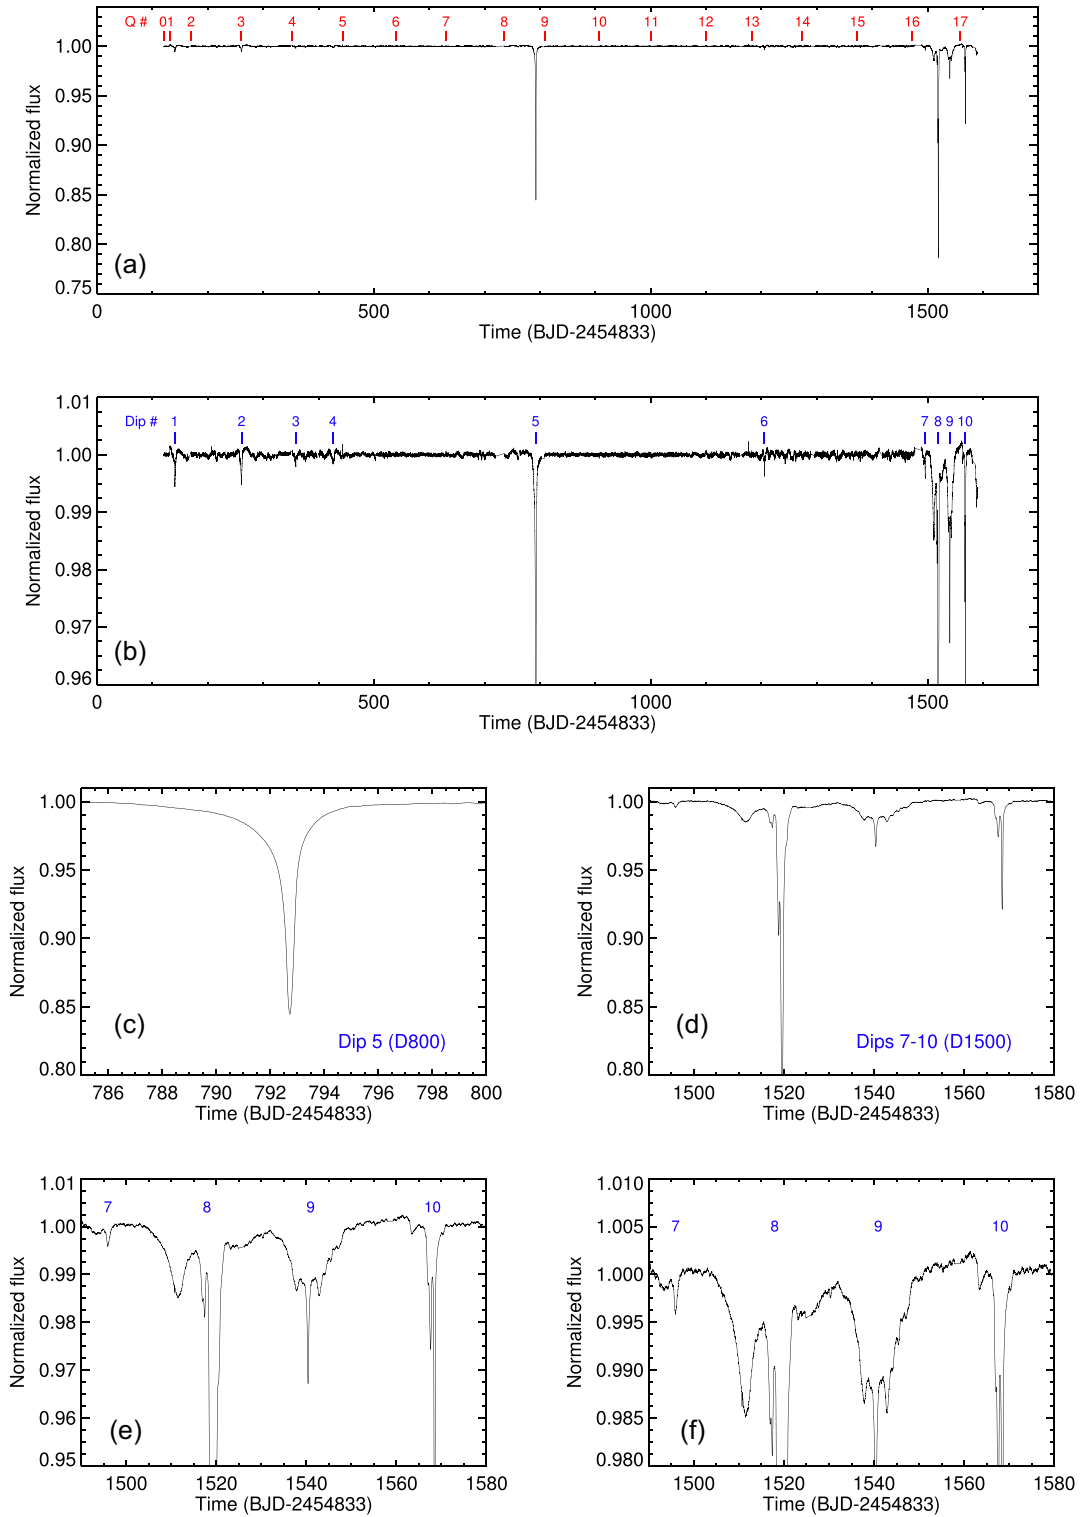 Q # 0 1 2 3 4 5 6 7 8 9 10 11 12 13 14 15 16 17
1.00
0.95
0.90
0.85
0.80
0.75
Normalized flux
(a)
0 500 1000 1500
Time (BJD-2454833)
1.01
Dip # 1 2 3 4 5 6 7 8 9 10
1.00
0.99
0.98
0.97
0.96
Normalized flux
(b)
0 500 1000 1500
Time (BJD-2454833)
1.00
0.95
0.90
0.85
0.80
Normalized flux
(c)
Dip 5 (D800)
786 788 790 792 794 796 798 800
Time (BJD-2454833)
1.00
0.95
0.90
0.85
0.80
Normalized flux
(d)
Dips 7-10 (D1500)
1500 1520 1540 1560 1580
Time (BJD-2454833)
1.01
7 8 9 10
1.00
0.99
0.98
0.97
0.96
0.95
Normalized flux
(e)
1500 1520 1540 1560 1580
Time (BJD-2454833)
1.010
1.005
7 8 9 10
1.000
0.995
0.990
0.985
0.980
Normalized flux
(f)
1500 1520 1540 1560 1580
Time (BJD-2454833)